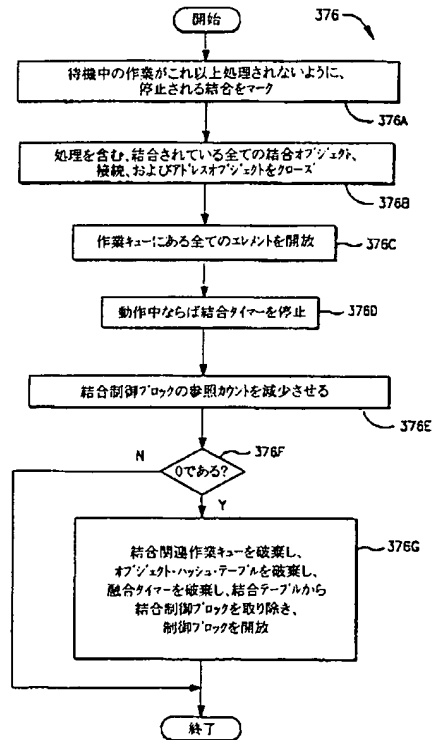 開始
376
待機中の作業がこれ以上処理されないように、
停止される結合をマーク
376A
処理を含む、結合されている全ての結合オブジェクト、
接続、およびアドレスオブジェクトをクローズ
376B
作業キューにある全てのエレメントを開放
376C
動作中ならば結合タイマーを停止
376D
結合制御ブロックの参照カウントを減少させる
376E
N
0である?
376F
Y
結合関連作業キューを破棄し、
オブジェクト・ハッシュ・テーブルを破棄し、
融合タイマーを破棄し、結合テーブルから
結合制御ブロックを取り除き、
制御ブロックを開放
376G
終了